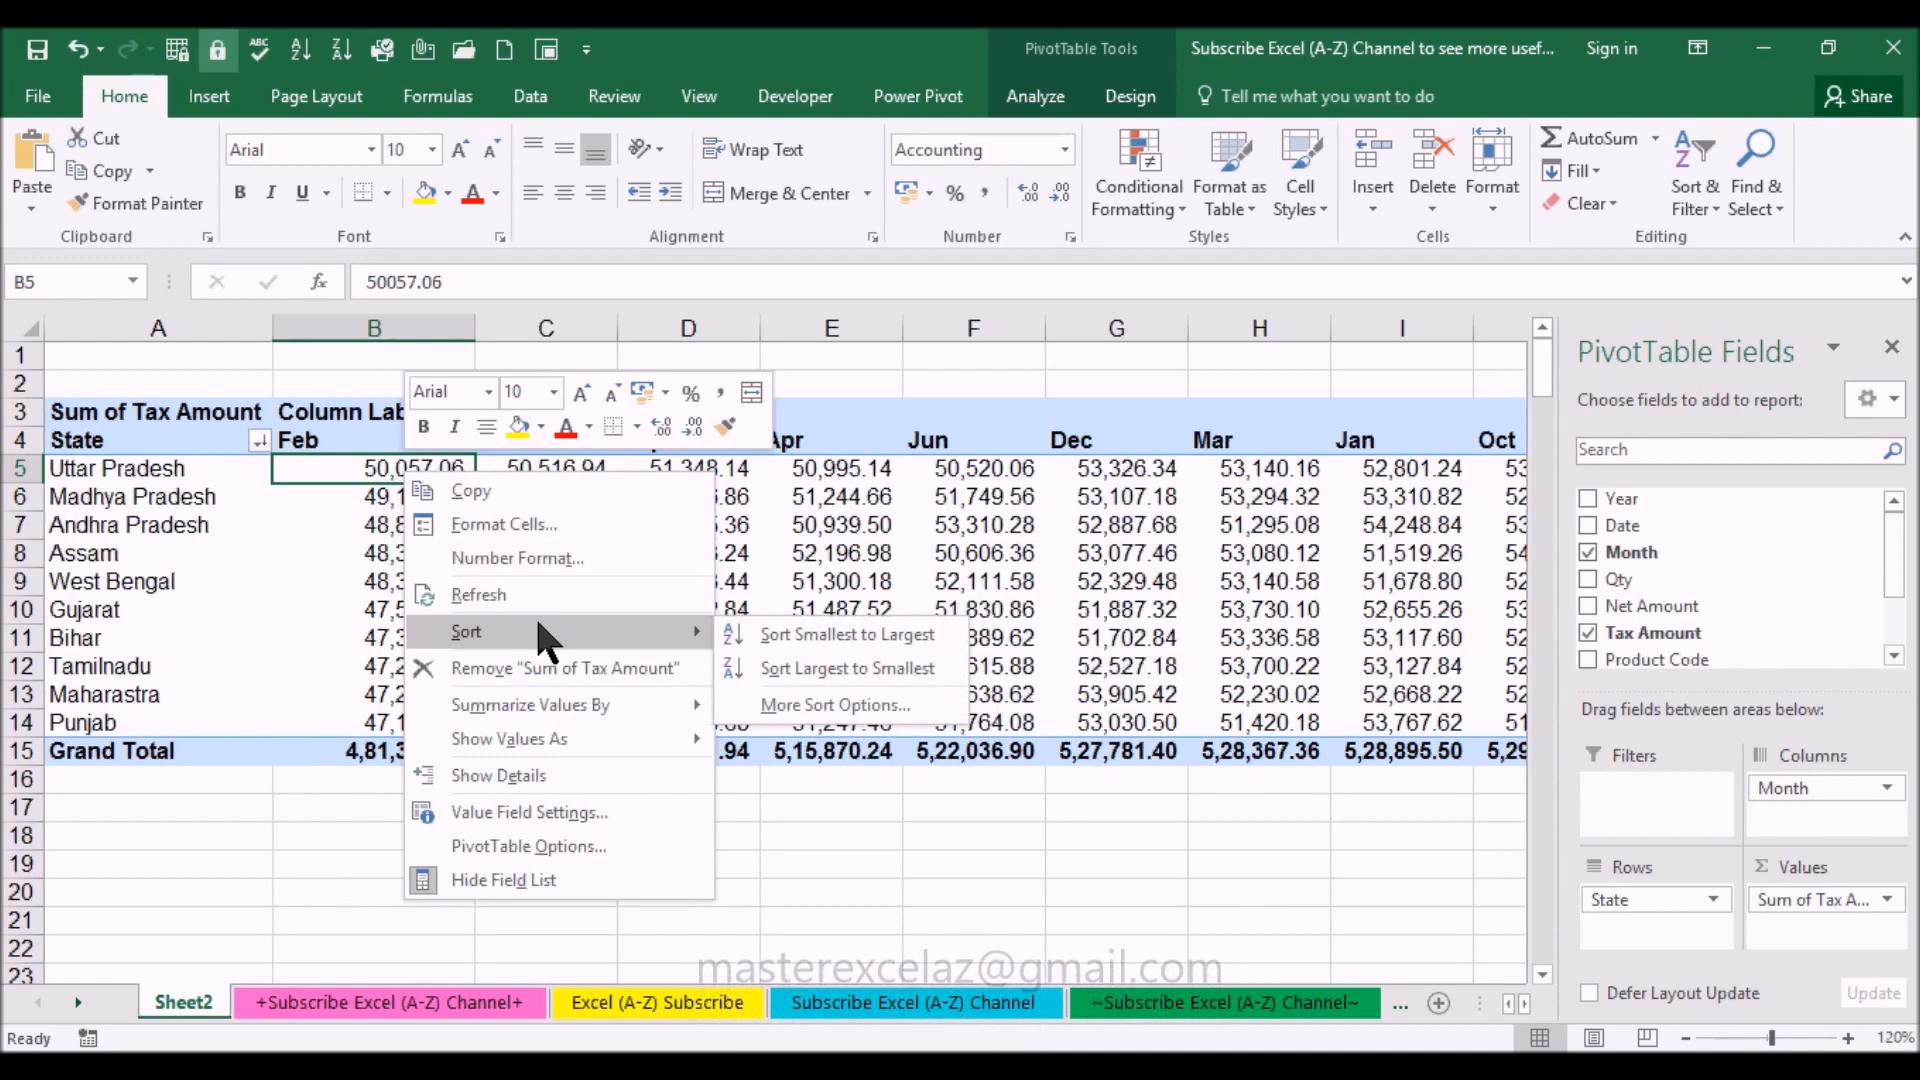 PivotTable Tools
Subscribe Excel (A-Z) Channel to see more usef...
Sign in
File Home Insert Page Layout Formulas Data Review View Developer Power Pivot Analyze Design Tell me what you want to do Share
Paste
Cut
Copy
Format Painter
Clipboard
Arial 10
B I U
Font
Wrap Text
Merge & Center
Alignment
Accounting
Number
Conditional Formatting
Format as Table
Cell Styles
Styles
Insert Delete Format
Cells
AutoSum
Fill
Clear
Sort & Filter
Find & Select
Editing
B5 fx 50057.06
A B C D E F G H I
1
2
3 Sum of Tax Amount Column Lab
4 State Feb Apr Jun Dec Mar Jan Oct
5 Uttar Pradesh 50,057.06 50,516.94 51,348.14 50,995.14 50,520.06 53,326.34 53,140.16 52,801.24 53
6 Madhya Pradesh 49,1 6.86 51,244.66 51,749.56 53,107.18 53,294.32 53,310.82 52
7 Andhra Pradesh 48,8 5.36 50,939.50 53,310.28 52,887.68 51,295.08 54,248.84 53
8 Assam 48,3 3.24 52,196.98 50,606.36 53,077.46 53,080.12 51,519.26 54
9 West Bengal 48,3 3.44 51,300.18 52,111.58 52,329.48 53,140.58 51,678.80 52
10 Gujarat 47,5 2.84 51,487.52 51,830.86 51,887.32 53,730.10 52,655.26 53
11 Bihar 47,3 889.62 51,702.84 53,336.58 53,117.60 52
12 Tamilnadu 47,2 615.88 52,527.18 53,700.22 53,127.84 52
13 Maharastra 47,2 638.62 53,905.42 52,230.02 52,668.22 52
14 Punjab 47,1 ,764.08 53,030.50 51,420.18 53,767.62 51
15 Grand Total 4,81,3 .94 5,15,870.24 5,22,036.90 5,27,781.40 5,28,367.36 5,28,895.50 5,29
16
17
18
19
20
21
22
23
Arial 10
B I
Copy
Format Cells...
Number Format...
Refresh
Sort
Remove "Sum of Tax Amount"
Summarize Values By
Show Values As
Show Details
Value Field Settings...
PivotTable Options...
Hide Field List
Sort Smallest to Largest
Sort Largest to Smallest
More Sort Options...
PivotTable Fields
Choose fields to add to report:
Search
Year
Date
Month
Qty
Net Amount
Tax Amount
Product Code
Drag fields between areas below:
Filters
Columns
Month
Rows
State
Values
Sum of Tax A...
Defer Layout Update
Update
masterexcelaz@gmail.com
Sheet2 +Subscribe Excel (A-Z) Channel+ Excel (A-Z) Subscribe Subscribe Excel (A-Z) Channel ~Subscribe Excel (A-Z) Channel~ ...
Ready
120%